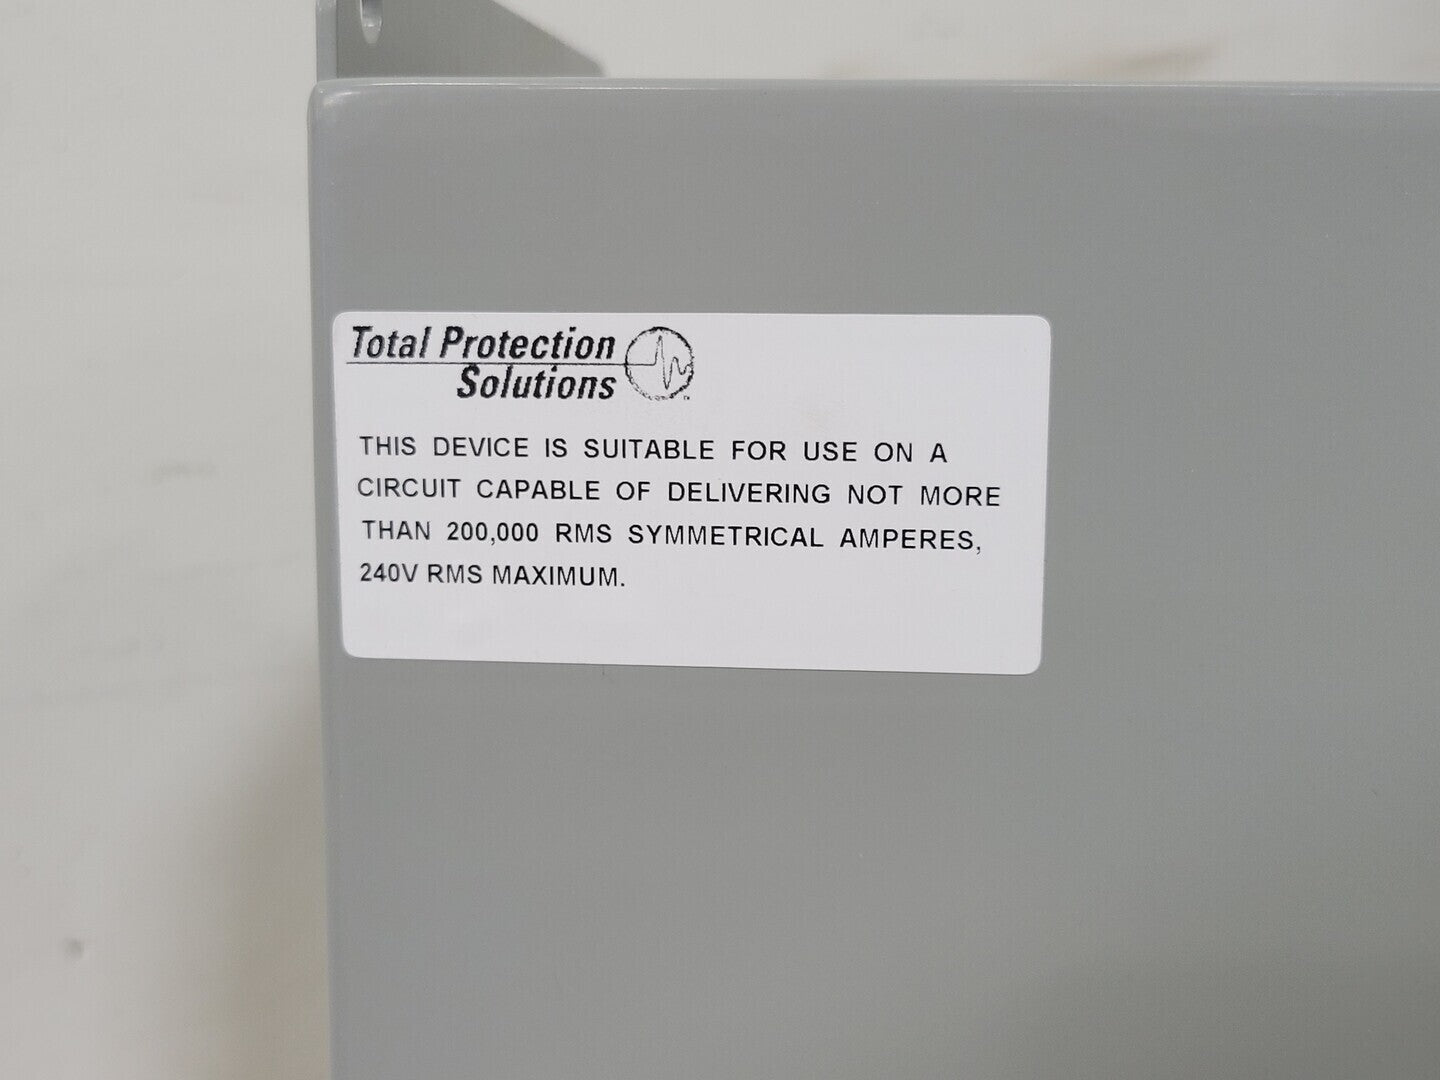 Total Protection
Solutions
THIS DEVICE IS SUITABLE FOR USE ON A
CIRCUIT CAPABLE OF DELIVERING NOT MORE
THAN 200,000 RMS SYMMETRICAL AMPERES,
240V RMS MAXIMUM.